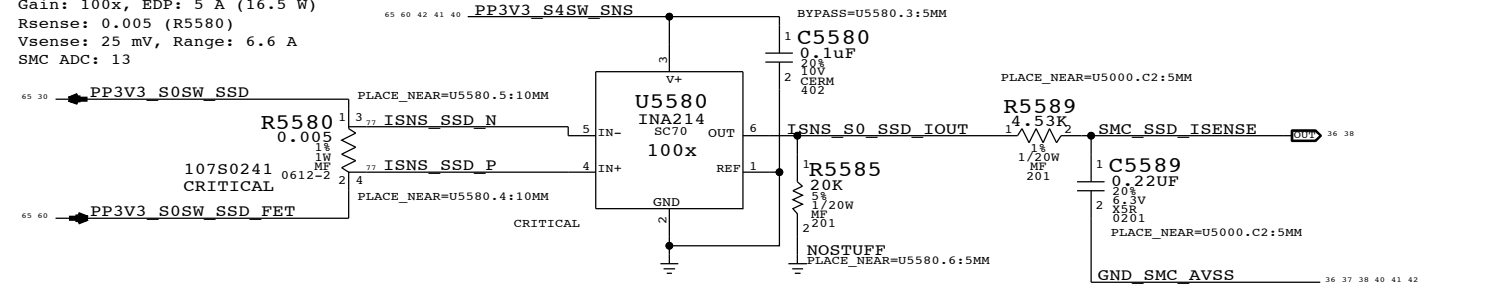 Gain: 100x, EDP: 5 A (16.5 W)
Rsense: 0.005 (R5580)
Vsense: 25 mV, Range: 6.6 A
SMC ADC: 13
65 60 42 41 40 PP3V3_S4SW_SNS
BYPASS=U5580.3:5MM
1 C5580
0.1uF
20%
10V
2 CERM
402
3
V+
65 30 PP3V3_S0SW_SSD
PLACE_NEAR=U5580.5:10MM
R5580
0.005
1%
1W
MF
0612-2
107S0241
CRITICAL
1 3
2 4
77 ISNS_SSD_N
77 ISNS_SSD_P
PLACE_NEAR=U5580.4:10MM
65 60 PP3V3_S0SW_SSD_FET
U5580
INA214
SC70
100x
5 IN-
4 IN+
OUT 6
REF 1
GND
2
CRITICAL
ISNS_S0_SSD_IOUT
1 R5585
20K
5%
1/20W
MF
2 201
NOSTUFF
PLACE_NEAR=U5580.6:5MM
PLACE_NEAR=U5000.C2:5MM
R5589
4.53K
1 2
1%
1/20W
MF
201
SMC_SSD_ISENSE
OUT 36 38
1 C5589
0.22UF
20%
6.3V
2 X5R
0201
PLACE_NEAR=U5000.C2:5MM
GND_SMC_AVSS
36 37 38 40 41 42